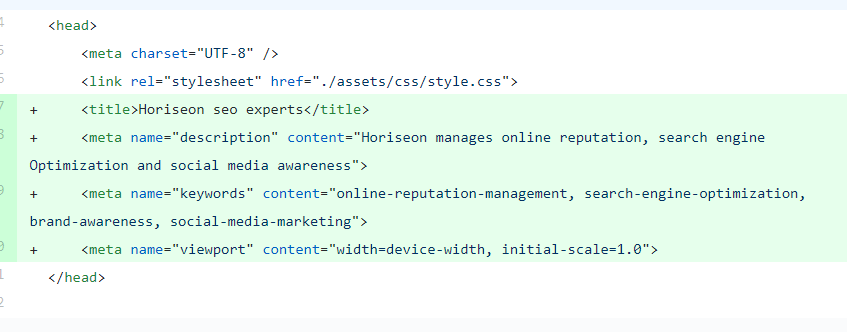 4 <head>
5 <meta charset="UTF-8" />
6 <link rel="stylesheet" href="./assets/css/style.css">
7 + <title>Horiseon seo experts</title>
8 + <meta name="description" content="Horiseon manages online reputation, search engine
Optimization and social media awareness">
9 + <meta name="keywords" content="online-reputation-management, search-engine-optimization,
brand-awareness, social-media-marketing">
0 + <meta name="viewport" content="width=device-width, initial-scale=1.0">
1 </head>
2